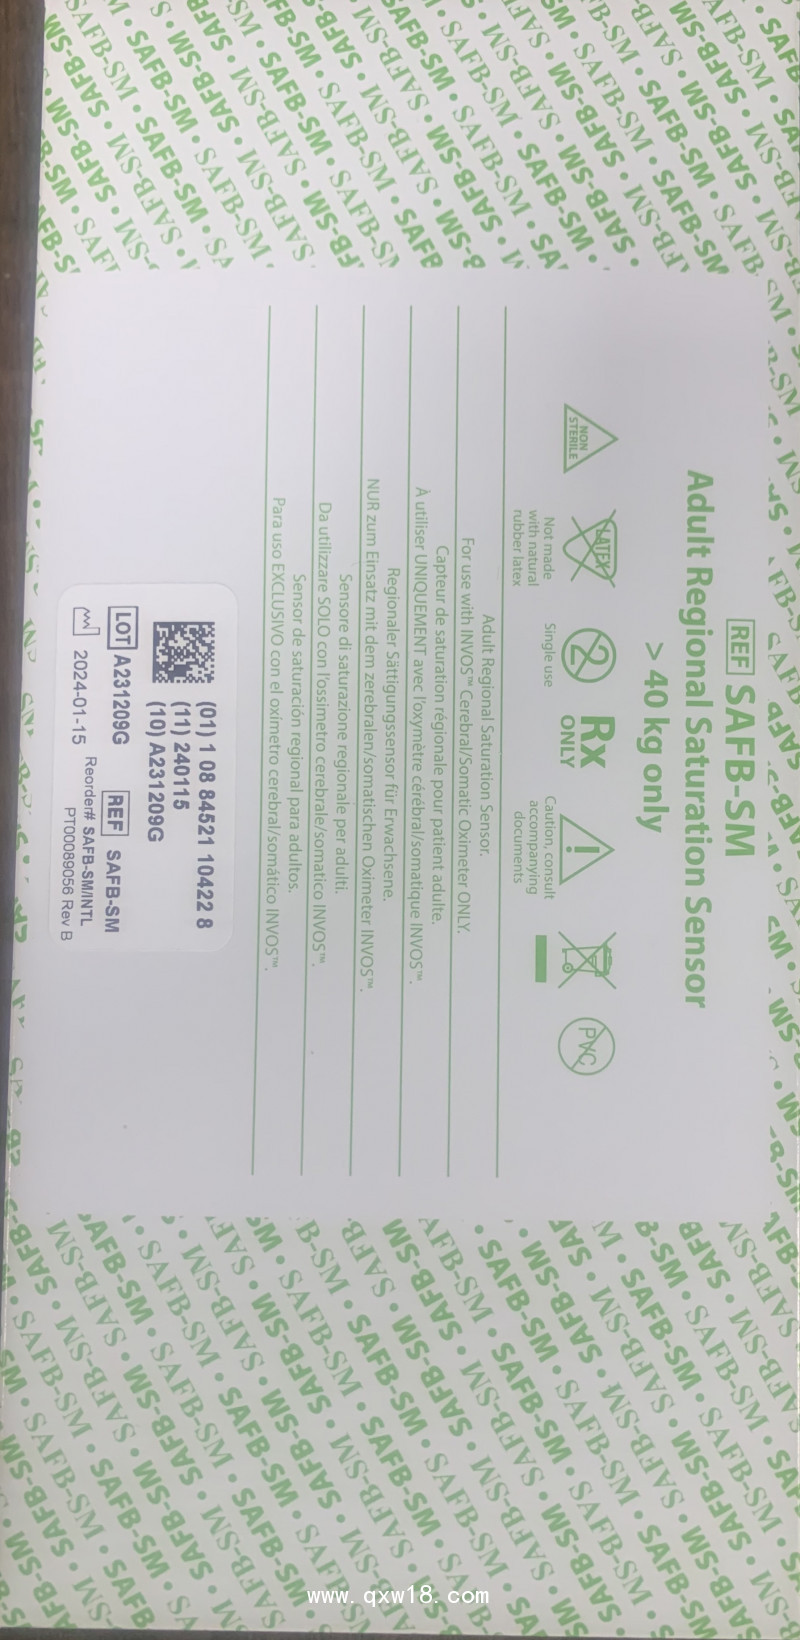 REF SAFB-SM
Adult Regional Saturation Sensor
> 40 kg only
NON
STERILE
LATEX
Not made
with natural
rubber latex
2
Single use
Rx
ONLY
!
Caution, consult
accompanying
documents
PVC
Adult Regional Saturation Sensor.
For use with INVOS™ Cerebral/Somatic Oximeter ONLY.
Capteur de saturation régionale pour patient adulte.
À utiliser UNIQUEMENT avec l'oxymètre cérébral/somatique INVOS™.
Regionaler Sättigungssensor für Erwachsene.
NUR zum Einsatz mit dem zerebralen/somatischen Oximeter INVOS™.
Sensore di saturazione regionale per adulti.
Da utilizzare SOLO con l'ossimetro cerebrale/somatico INVOS™.
Sensor de saturación regional para adultos.
Para uso EXCLUSIVO con el oxímetro cerebral/somático INVOS™.
(01) 1 08 84521 10422 8
(11) 240115
(10) A231209G
LOT A231209G
REF SAFB-SM
2024-01-15
Reorder# SAFB-SM/INTL
PT00089056 Rev B
www.qxw18.com